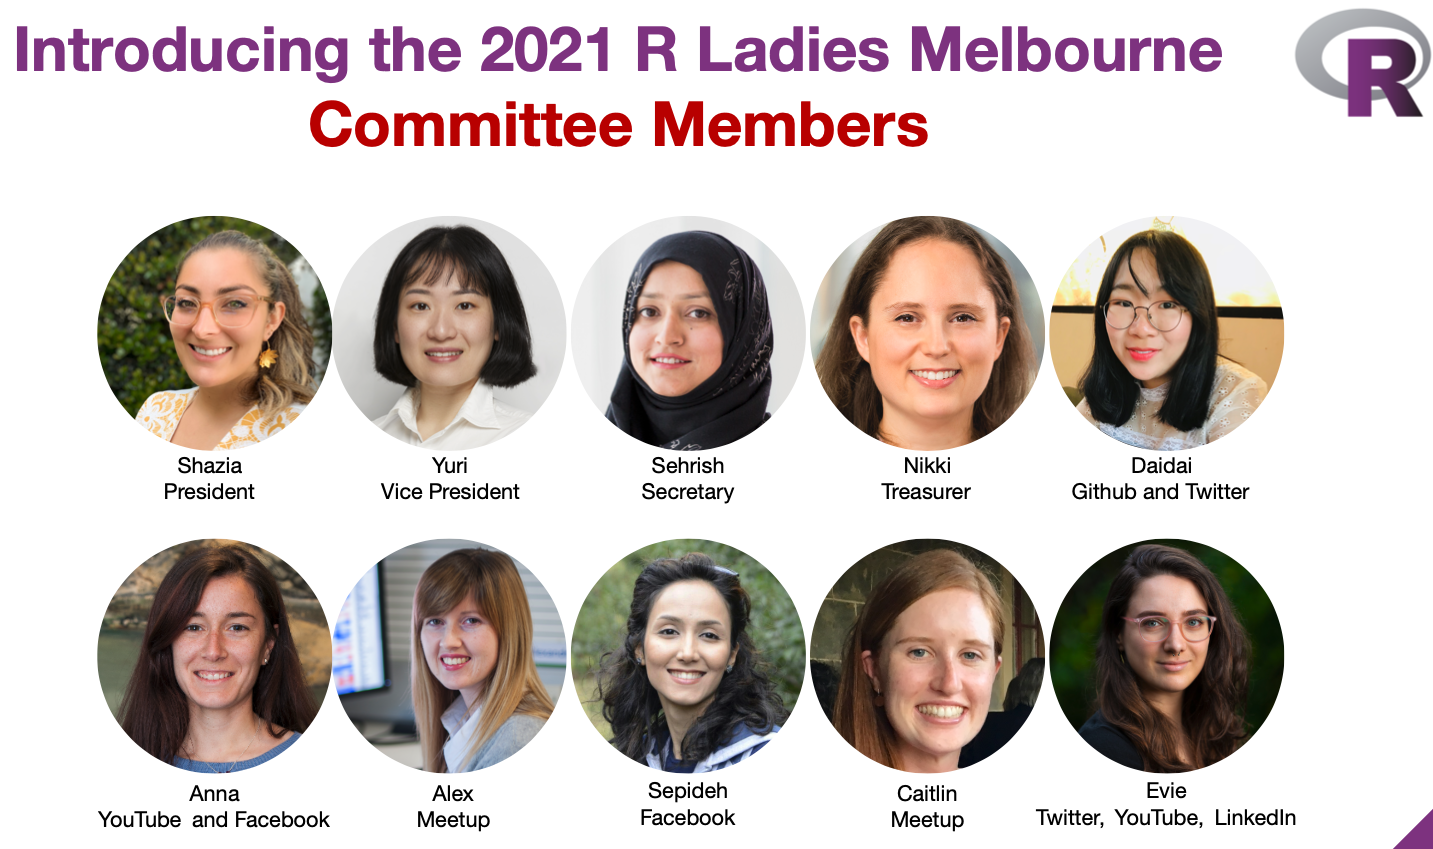 Introducing the 2021 R Ladies Melbourne
Committee Members
R
Shazia
President
Yuri
Vice President
Sehrish
Secretary
Nikki
Treasurer
Daidai
Github and Twitter
Anna
YouTube and Facebook
Alex
Meetup
Sepideh
Facebook
Caitlin
Meetup
Evie
Twitter, YouTube, LinkedIn